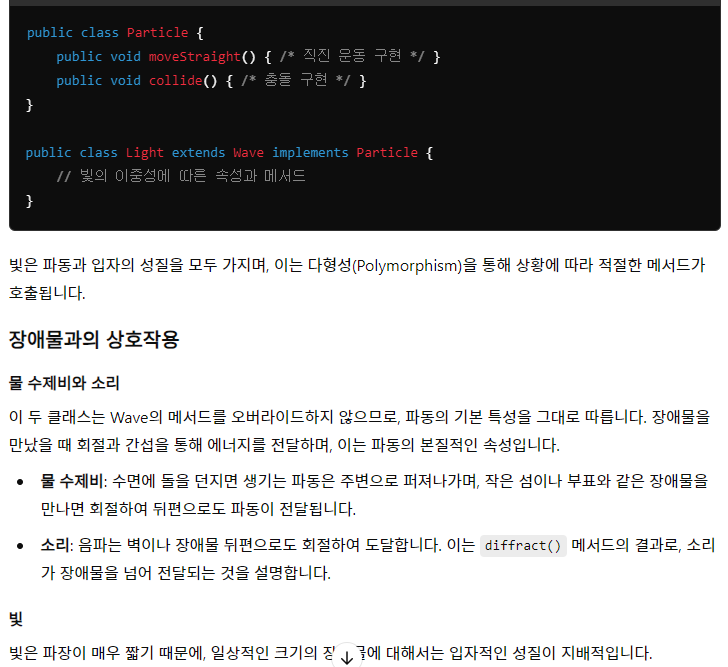 public class Particle {
public void moveStraight() { /* 직진 운동 구현 */ }
public void collide() { /* 충돌 구현 */ }
}
public class Light extends Wave implements Particle {
// 빛의 이중성에 따른 속성과 메서드
}
빛은 파동과 입자의 성질을 모두 가지며, 이는 다형성(Polymorphism)을 통해 상황에 따라 적절한 메서드가
호출됩니다.
장애물과의 상호작용
물 수제비와 소리
이 두 클래스는 Wave의 메서드를 오버라이드하지 않으므로, 파동의 기본 특성을 그대로 따릅니다. 장애물을
만났을 때 회절과 간섭을 통해 에너지를 전달하며, 이는 파동의 본질적인 속성입니다.
• 물 수제비: 수면에 돌을 던지면 생기는 파동은 주변으로 퍼져나가며, 작은 섬이나 부표와 같은 장애물을
만나면 회절하여 뒤편으로도 파동이 전달됩니다.
• 소리: 음파는 벽이나 장애물 뒤편으로도 회절하여 도달합니다. 이는 diffract() 메서드의 결과로, 소리
가 장애물을 넘어 전달되는 것을 설명합니다.
빛
빛은 파장이 매우 짧기 때문에, 일상적인 크기의 대해서는 입자적인 성질이 지배적입니다.